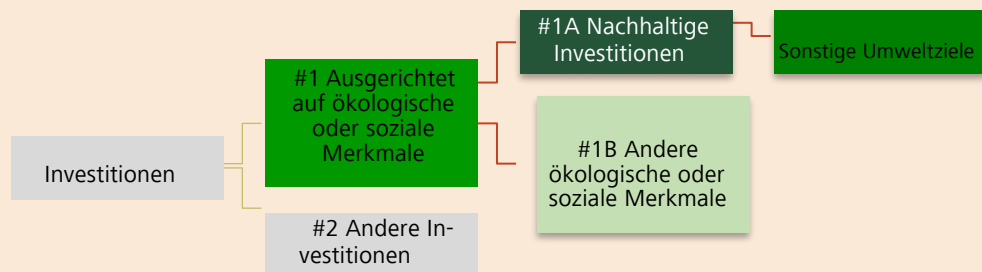 Investitionen
#1 Ausgerichtet
auf ökologische
oder soziale
Merkmale
#2 Andere In-
vestitionen
#1A Nachhaltige
Investitionen
#1B Andere
ökologische oder
soziale Merkmale
Sonstige Umweltziele